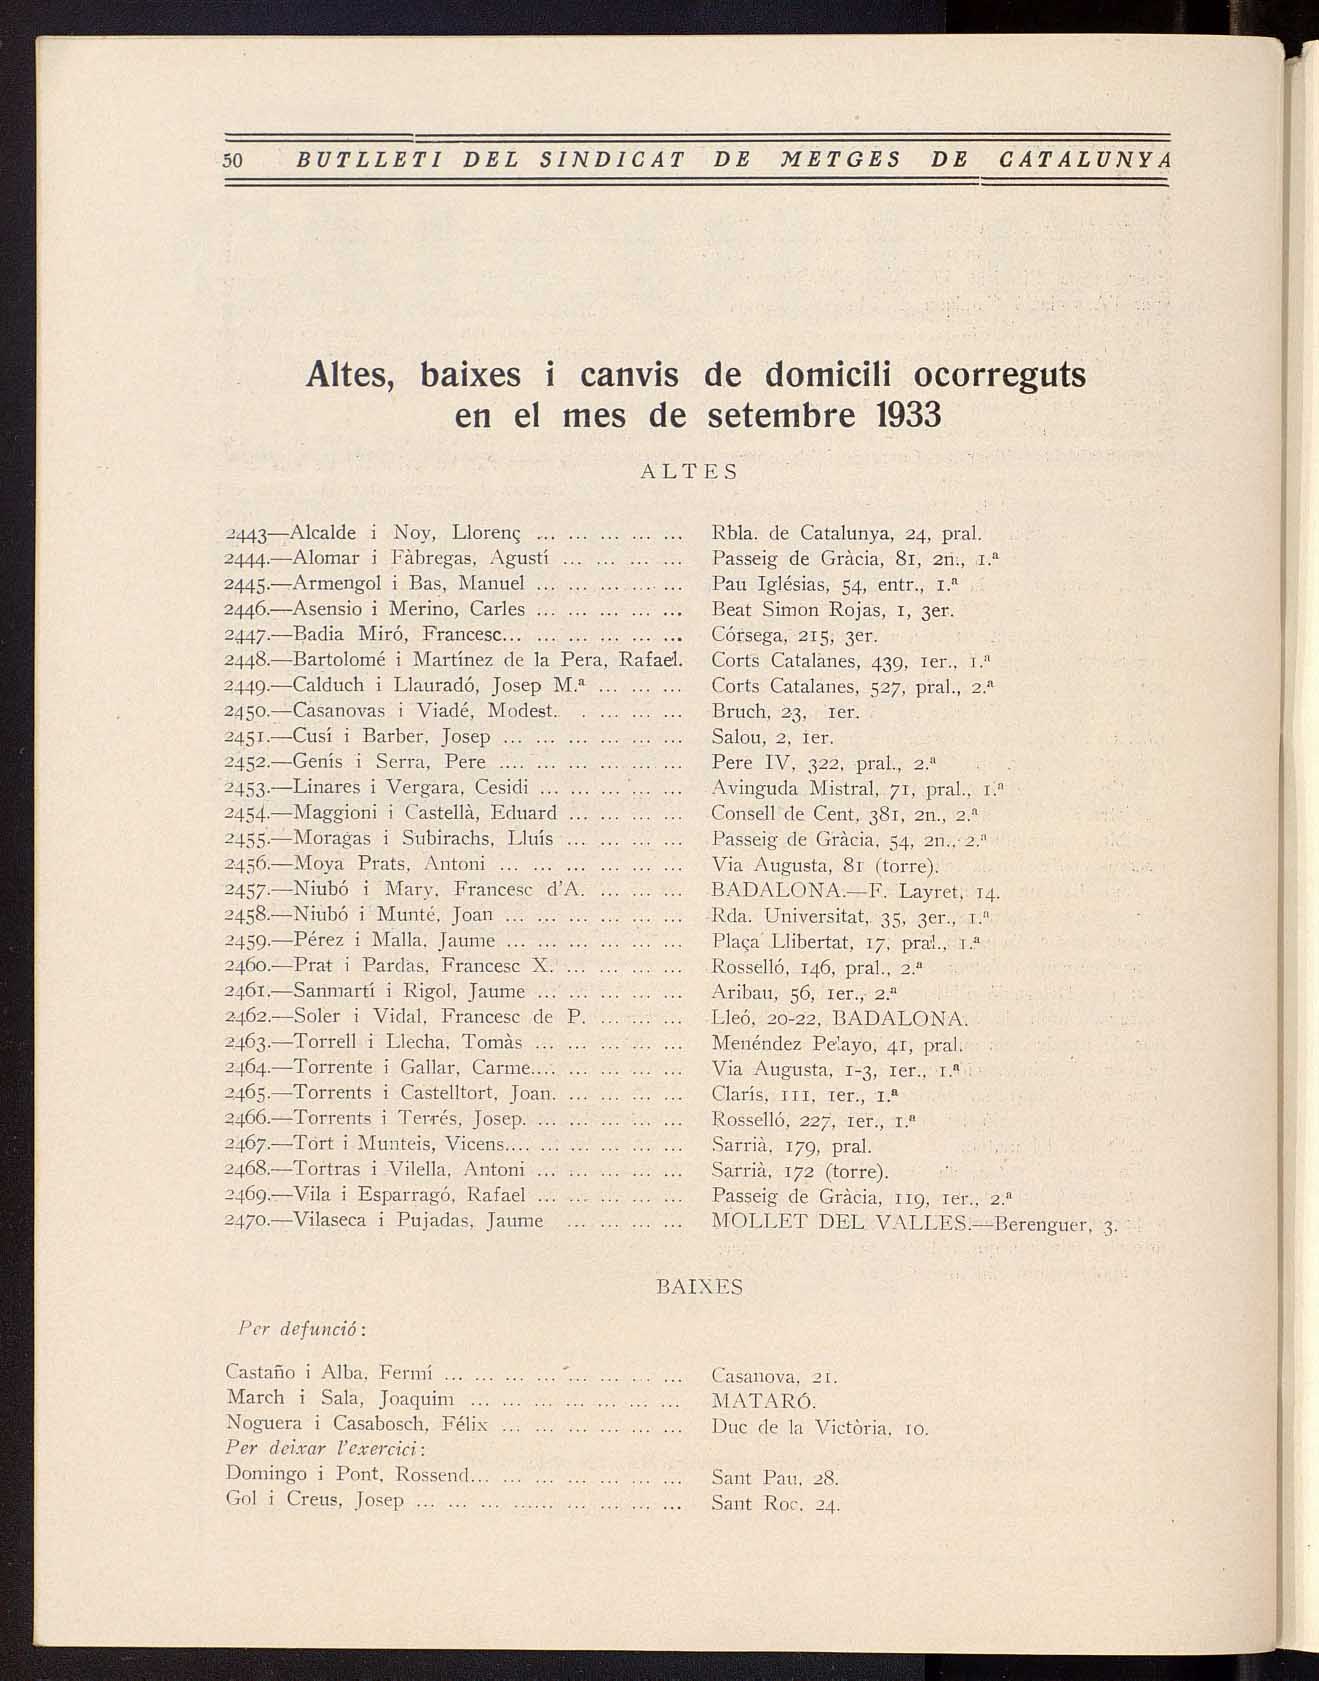 50 BUTLLETI DEL SINDICAT DE METGES DE CATALUNYA
Altes, baixes i canvis de domicili ocorreguts
en el mes de setembre 1933
ALTES
2443—Alcalde i Noy, Llorenç ... ... ... ... ... Rbla. de Catalunya, 24, pral.
2444.—Alomar i Fàbregas, Agustí ... ... ... ... Passeig de Gràcia, 81, 2n., 1.ª
2445.—Armengol i Bas, Manuel ... ... ... ... ... Pau Iglésias, 54, entr., 1.ª
2446.—Asensio i Merino, Carles ... ... ... ... ... Beat Simon Rojas, 1, 3er.
2447.—Badia Miró, Francesc... ... ... ... ... ... Córsega, 215, 3er.
2448.—Bartolomé i Martínez de la Pera, Rafael. Corts Catalanes, 439, 1er., 1.ª
2449.—Calduch i Llauradó, Josep M.ª ... ... ... Corts Catalanes, 527, pral., 2.ª
2450.—Casanovas i Viadé, Modest. . ... ... ... Bruch, 23, 1er.
2451.—Cusí i Barber, Josep ... ... ... ... ... ... Salou, 2, 1er.
2452.—Genís i Serra, Pere .... ... ... ... ... ... Pere IV, 322, pral., 2.ª
2453.—Linares i Vergara, Cesidi ... ... ... ... ... Avinguda Mistral, 71, pral., 1.ª
2454.—Maggioni i Castellà, Eduard ... ... ... ... Consell de Cent, 381, 2n., 2.ª
2455.—Moragas i Subirachs, Lluís ... ... ... ... Passeig de Gràcia, 54, 2n., 2.ª
2456.—Moya Prats, Antoni ... ... ... ... ... ... Via Augusta, 81 (torre).
2457.—Niubó i Mary, Francesc d'A. ... ... ... BADALONA.—F. Layret, 14.
2458.—Niubó i Munté, Joan ... ... ... ... ... ... Rda. Universitat, 35, 3er., 1.ª
2459.—Pérez i Malla, Jaume ... ... ... ... ... ... Plaça Llibertat, 17, pral., 1.ª
2460.—Prat i Pardas, Francesc X. ... ... ... ... Rosselló, 146, pral., 2.ª
2461.—Sanmartí i Rigol, Jaume ... ... ... ... ... Aribau, 56, 1er., 2.ª
2462.—Soler i Vidal, Francesc de P. ... ... ... Lleó, 20-22, BADALONA.
2463.—Torrell i Llecha, Tomàs ... ... ... ... ... Menéndez Pelayo, 41, pral.
2464.—Torrente i Gallar, Carme.... ... ... ... ... Via Augusta, 1-3, 1er., 1.ª
2465.—Torrents i Castelltort, Joan. ... ... ... ... Clarís, 111, 1er., 1.ª
2466.—Torrents i Terrés, Josep. ... ... ... ... ... Rosselló, 227, 1er., 1.ª
2467.—Tort i Munteis, Vicens.... ... ... ... ... ... Sarrià, 179, pral.
2468.—Tortras i Vilella, Antoni ... ... ... ... ... Sarrià, 172 (torre).
2469.—Vila i Esparragó, Rafael ... ... ... ... ... Passeig de Gràcia, 119, 1er., 2.ª
2470.—Vilaseca i Pujadas, Jaume ... ... ... ... MOLLET DEL VALLES.—Berenguer, 3.
BAIXES
Per defunció:
Castaño i Alba, Fermí ... ... ... ... ... ... ... ... Casanova, 21.
March i Sala, Joaquim ... ... ... ... ... ... ... MATARÓ.
Noguera i Casabosch, Félix ... ... ... ... ... ... Duc de la Victòria, 10.
Per deixar l'exercici:
Domingo i Pont, Rossend... ... ... ... ... ... ... Sant Pau, 28.
Gol i Creus, Josep ... ... ... ...... ... ... ... ... Sant Roc, 24.